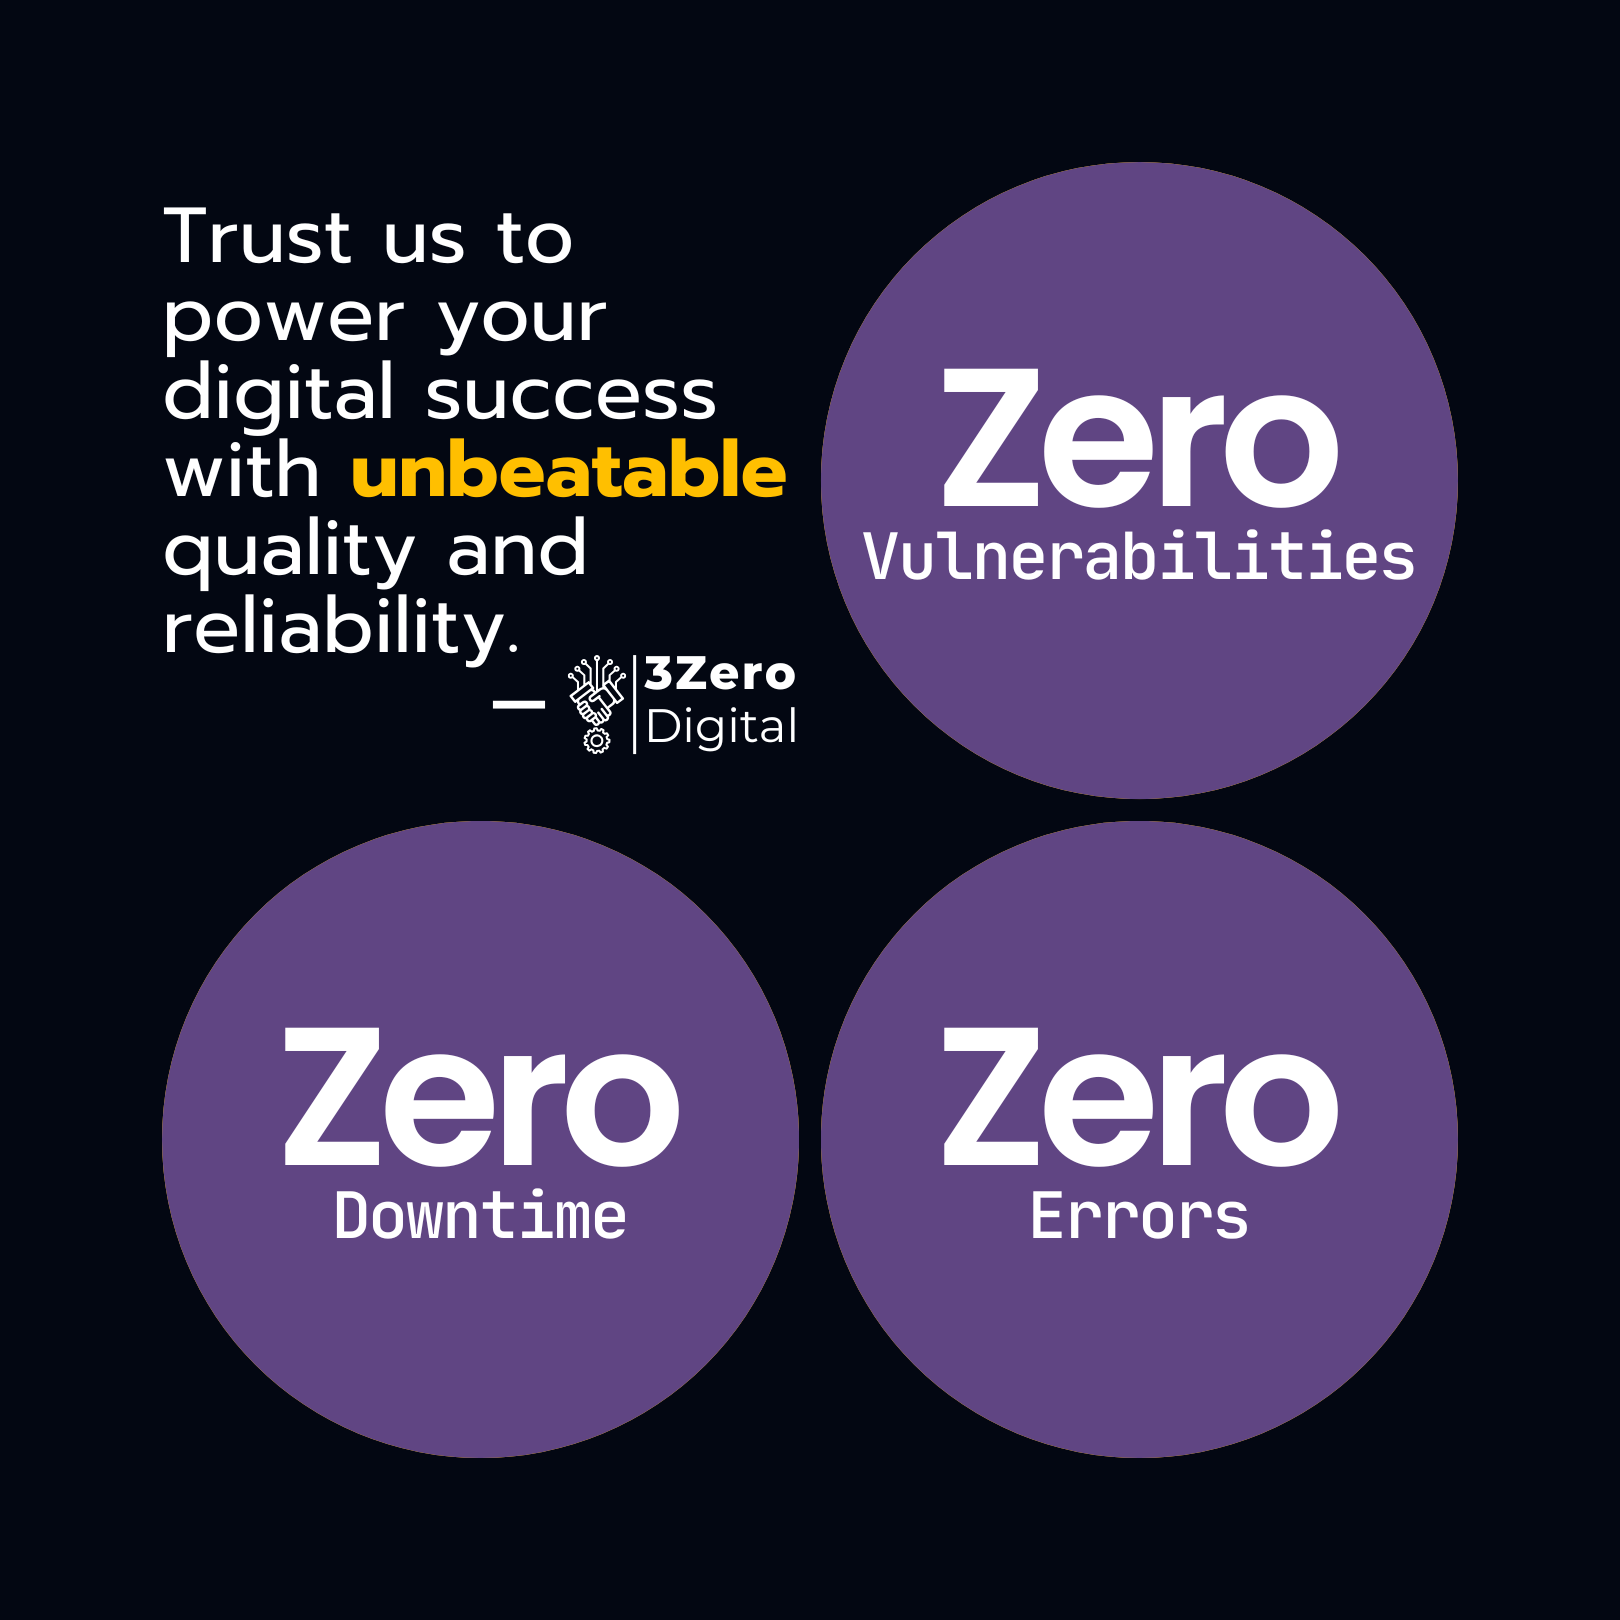 Trust us to
power your
digital success
with unbeatable
quality and
reliability.
— 3Zero
Digital
Zero
Vulnerabilities
Zero
Downtime
Zero
Errors